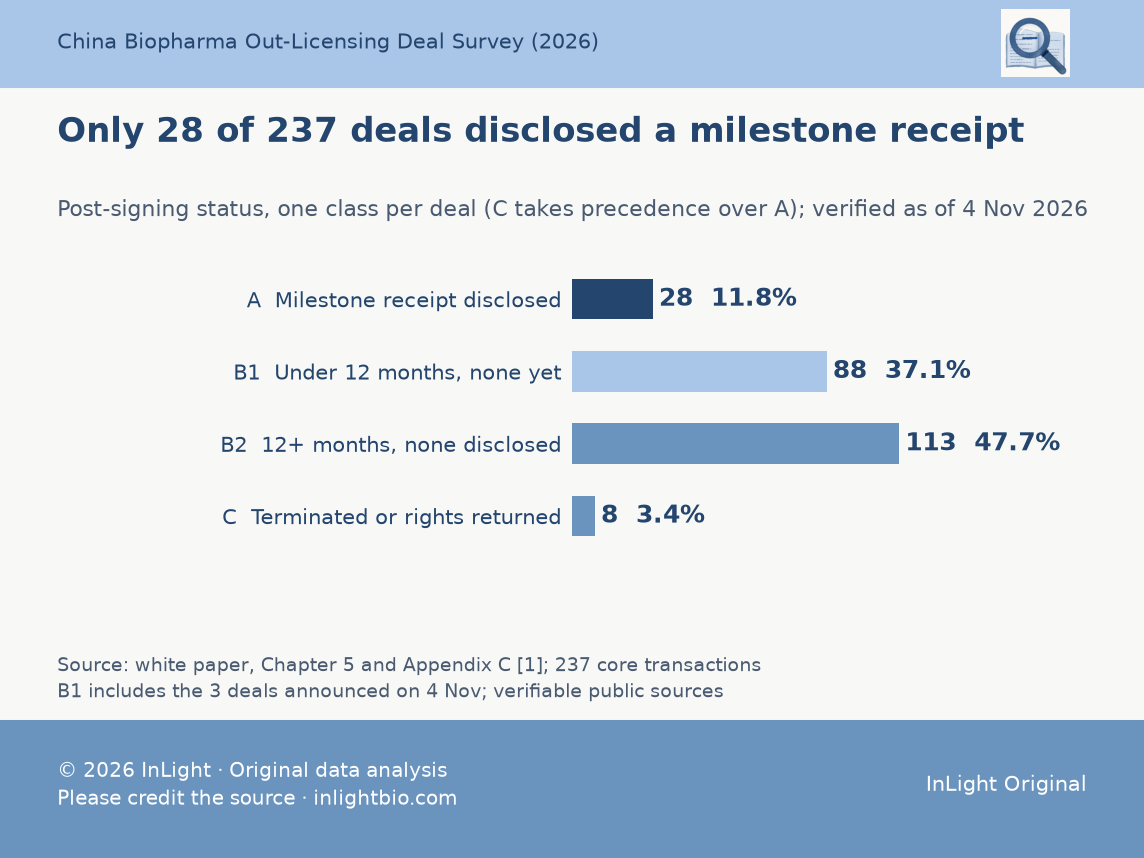 China Biopharma Out-Licensing Deal Survey (2026)
Only 28 of 237 deals disclosed a milestone receipt
Post-signing status, one class per deal (C takes precedence over A); verified as of 4 Nov 2026
A Milestone receipt disclosed 28 11.8%
B1 Under 12 months, none yet 88 37.1%
B2 12+ months, none disclosed 113 47.7%
C Terminated or rights returned 8 3.4%
Source: white paper, Chapter 5 and Appendix C [1]; 237 core transactions
B1 includes the 3 deals announced on 4 Nov; verifiable public sources
© 2026 InLight · Original data analysis
Please credit the source · inlightbio.com
InLight Original